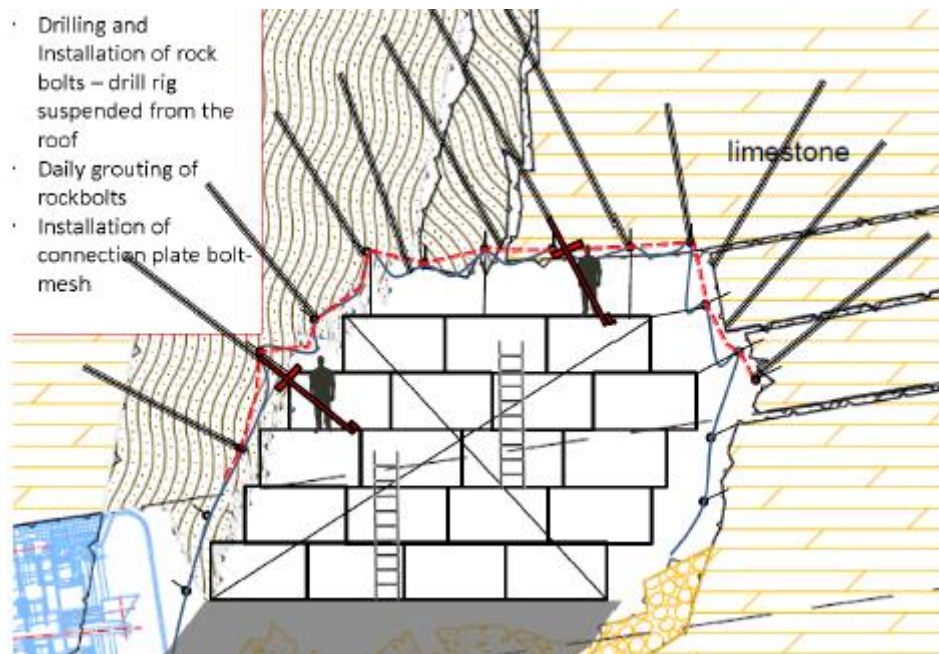 · Drilling and
Installation of rock
bolts – drill rig
suspended from the
roof
· Daily grouting of
rockbolts
· Installation of
connection plate bolt-
mesh
limestone